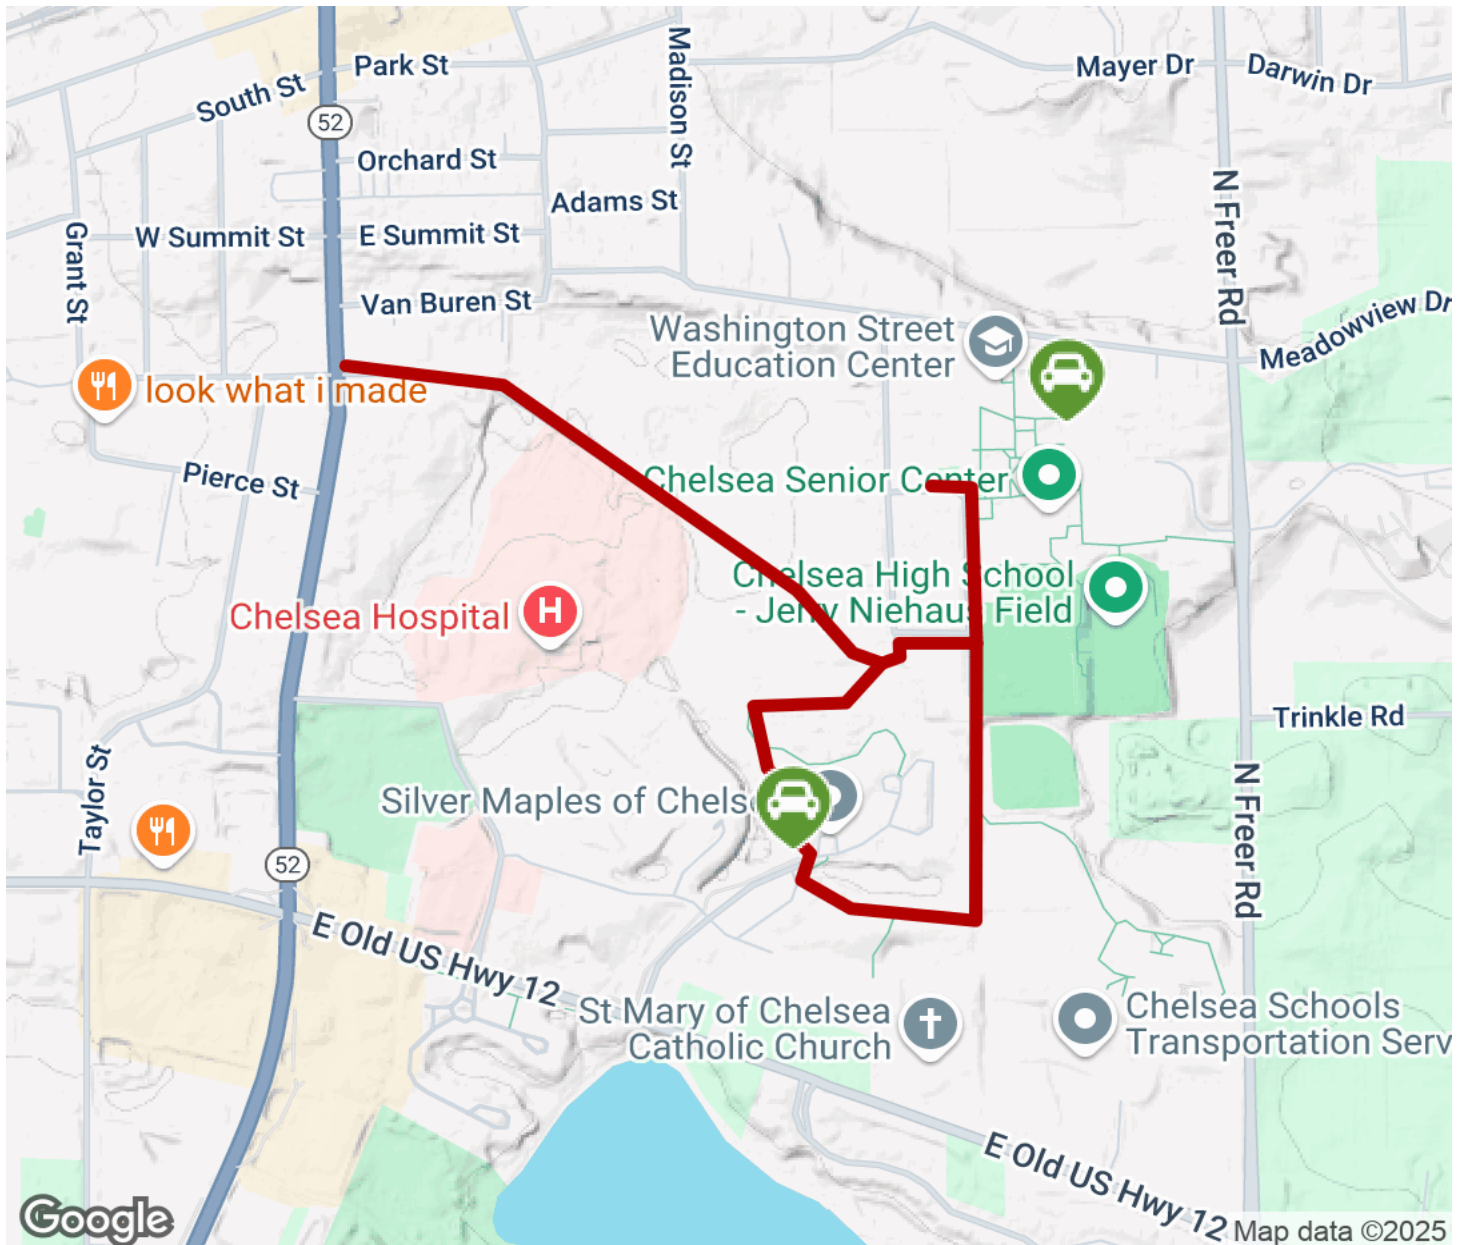 Park St
Mayer Dr
Darwin Dr
South St
Madison St
52
Orchard St
Adams St
N Freer Rd
Grant St
W Summit St
E Summit St
Van Buren St
Washington Street
Education Center
Meadowview Dr
look what i made
Pierce St
Chelsea Senior Center
Chelsea High School
- Jerry Niehaus Field
Chelsea Hospital
H
Trinkle Rd
Taylor St
Silver Maples of Chelse
N Freer Rd
52
E Old US Hwy 12
St Mary of Chelsea
Catholic Church
Chelsea Schools
Transportation Serv
E Old US Hwy 12
Google
Map data ©2025